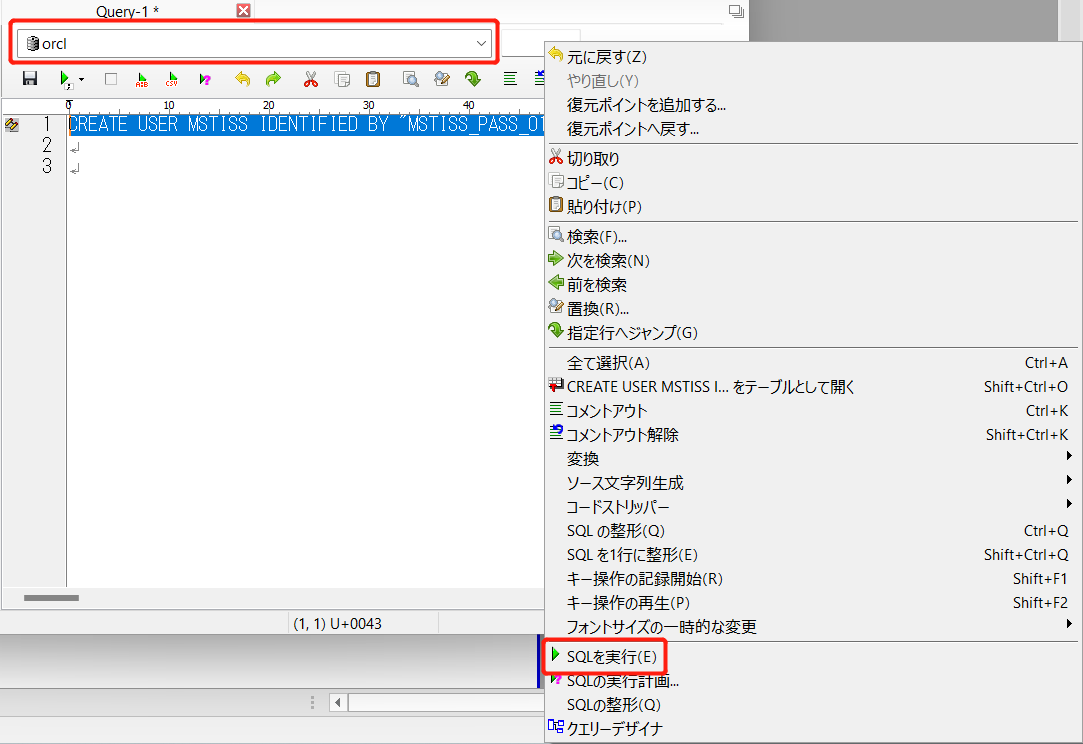 Query-1 *
orcl
A;B
CSV
0 10 20 30 40
1 CREATE USER MSTISS IDENTIFIED BY "MSTISS_PASS_01
2
3
(1, 1) U+0043
元に戻す(Z)
やり直し(Y)
復元ポイントを追加する...
復元ポイントへ戻す...
切り取り
コピー(C)
貼り付け(P)
検索(F)...
次を検索(N)
前を検索
置換(R)...
指定行へジャンプ(G)
全て選択(A) Ctrl+A
CREATE USER MSTISS I... をテーブルとして開く Shift+Ctrl+O
コメントアウト Ctrl+K
コメントアウト解除 Shift+Ctrl+K
変換
ソース文字列生成
コードストリッパー
SQL の整形(Q) Ctrl+Q
SQL を1行に整形(E) Shift+Ctrl+Q
キー操作の記録開始(R) Shift+F1
キー操作の再生(P) Shift+F2
フォントサイズの一時的な変更
SQLを実行(E)
SQLの実行計画...
SQLの整形(Q)
クエリーデザイナ